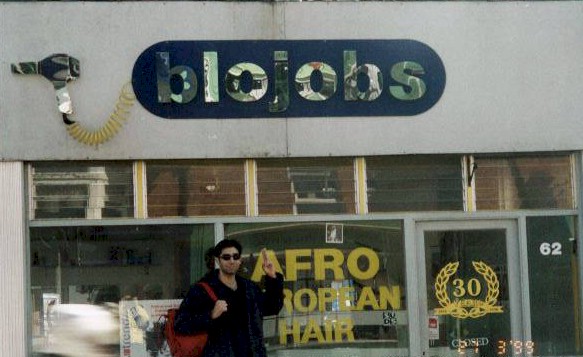 blojobs
AFRO
ROPEAN
HAIR
30
62
CLOSED
3'99